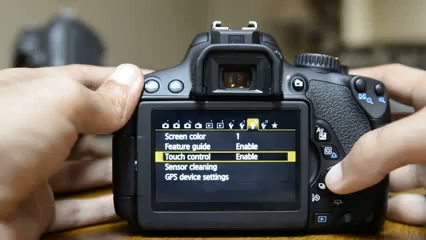 Screen color 1
Feature guide Enable
Touch control Enable
Sensor cleaning
GPS device settings